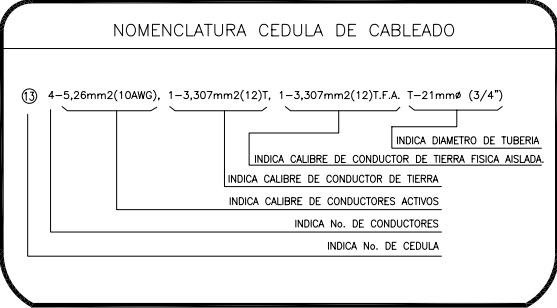 NOMENCLATURA CEDULA DE CABLEADO
13 4-5,26mm2(10AWG), 1-3,307mm2(12)T, 1-3,307mm2(12)T.F.A. T-21mmø (3/4")
INDICA DIAMETRO DE TUBERIA
INDICA CALIBRE DE CONDUCTOR DE TIERRA FISICA AISLADA.
INDICA CALIBRE DE CONDUCTOR DE TIERRA
INDICA CALIBRE DE CONDUCTORES ACTIVOS
INDICA No. DE CONDUCTORES
INDICA No. DE CEDULA